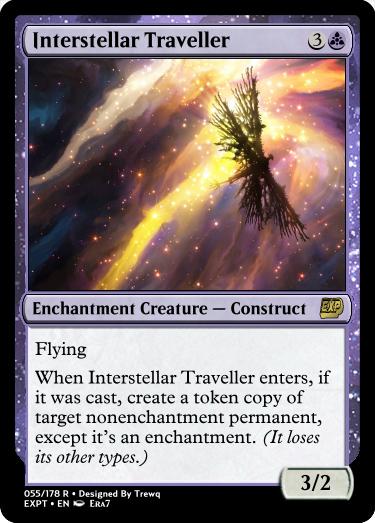 Interstellar Traveller 3
Enchantment Creature — Construct EXP
Flying
When Interstellar Traveller enters, if
it was cast, create a token copy of
target nonenchantment permanent,
except it's an enchantment. (It loses
its other types.)
3/2
055/178 R • Designed By Trewq
EXPT • EN Era7